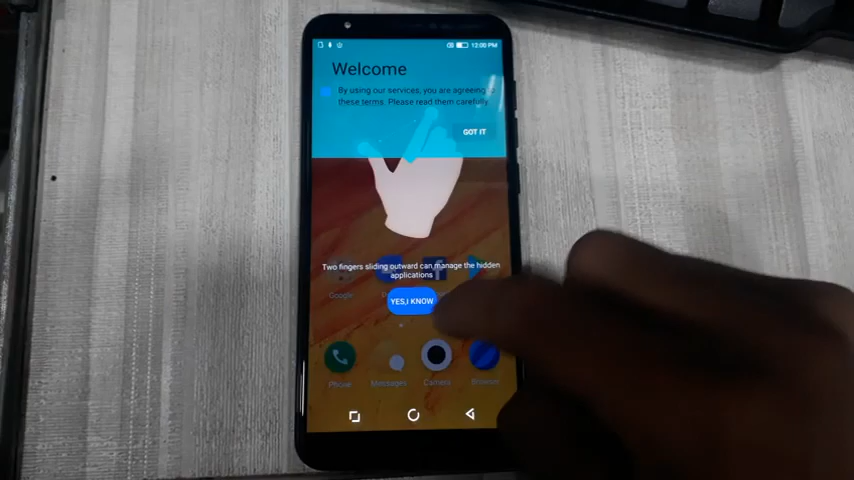 12:00 PM
Welcome
By using our services, you are agreeing to
these terms. Please read them carefully.
GOT IT
Two fingers sliding outward can manage the hidden
applications
Google
YES,I KNOW
Phone
Messages
Camera
Browser